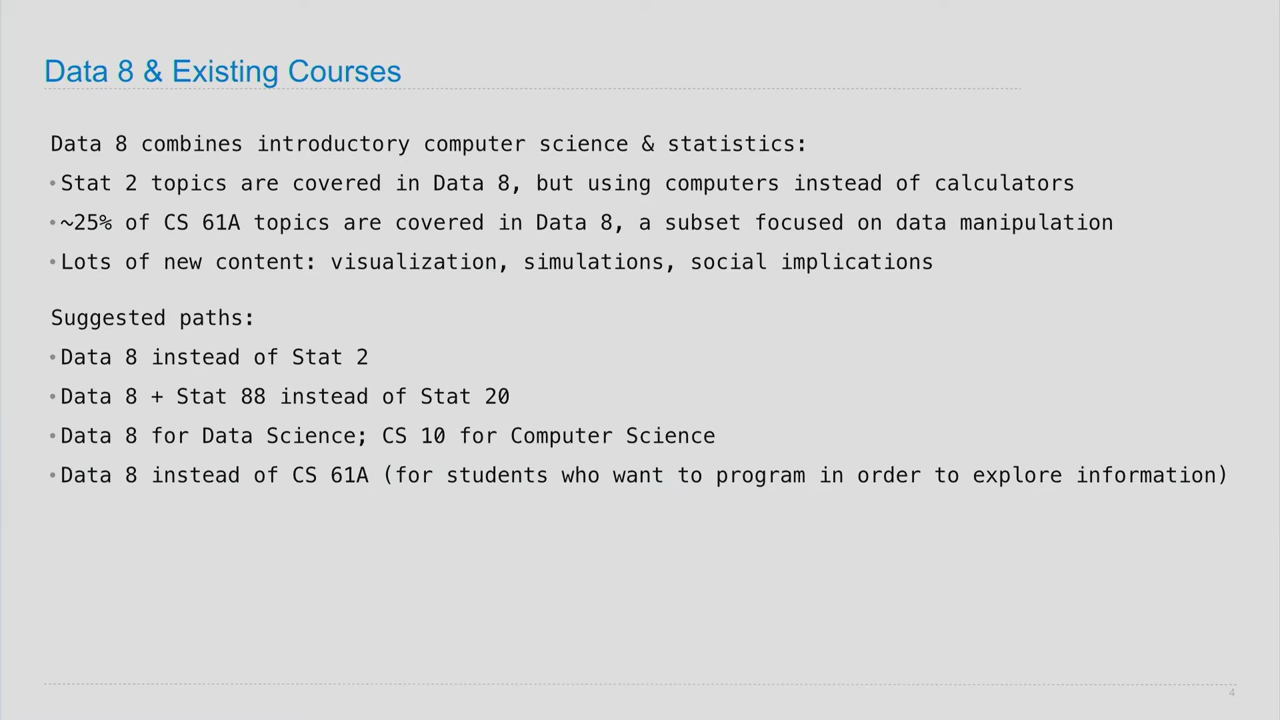 Data 8 & Existing Courses
Data 8 combines introductory computer science & statistics:
•Stat 2 topics are covered in Data 8, but using computers instead of calculators
•~25% of CS 61A topics are covered in Data 8, a subset focused on data manipulation
•Lots of new content: visualization, simulations, social implications
Suggested paths:
•Data 8 instead of Stat 2
•Data 8 + Stat 88 instead of Stat 20
•Data 8 for Data Science; CS 10 for Computer Science
•Data 8 instead of CS 61A (for students who want to program in order to explore information)
4